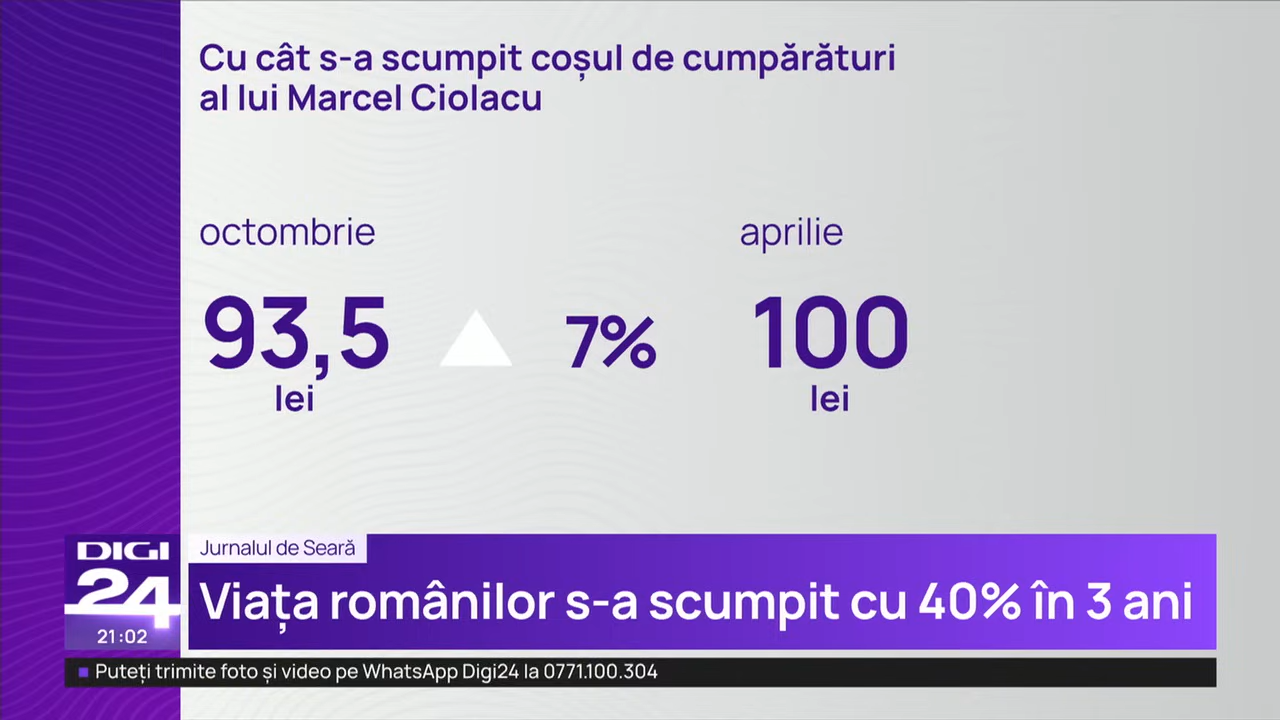 Cu cât s-a scumpit coșul de cumpărături
al lui Marcel Ciolacu
octombrie
aprilie
93,5
7%
100
lei
lei
DIGI
24
21:02
Jurnalul de Seară
Viața românilor s-a scumpit cu 40% în 3 ani
Puteți trimite foto și video pe WhatsApp Digi24 la 0771.100.304